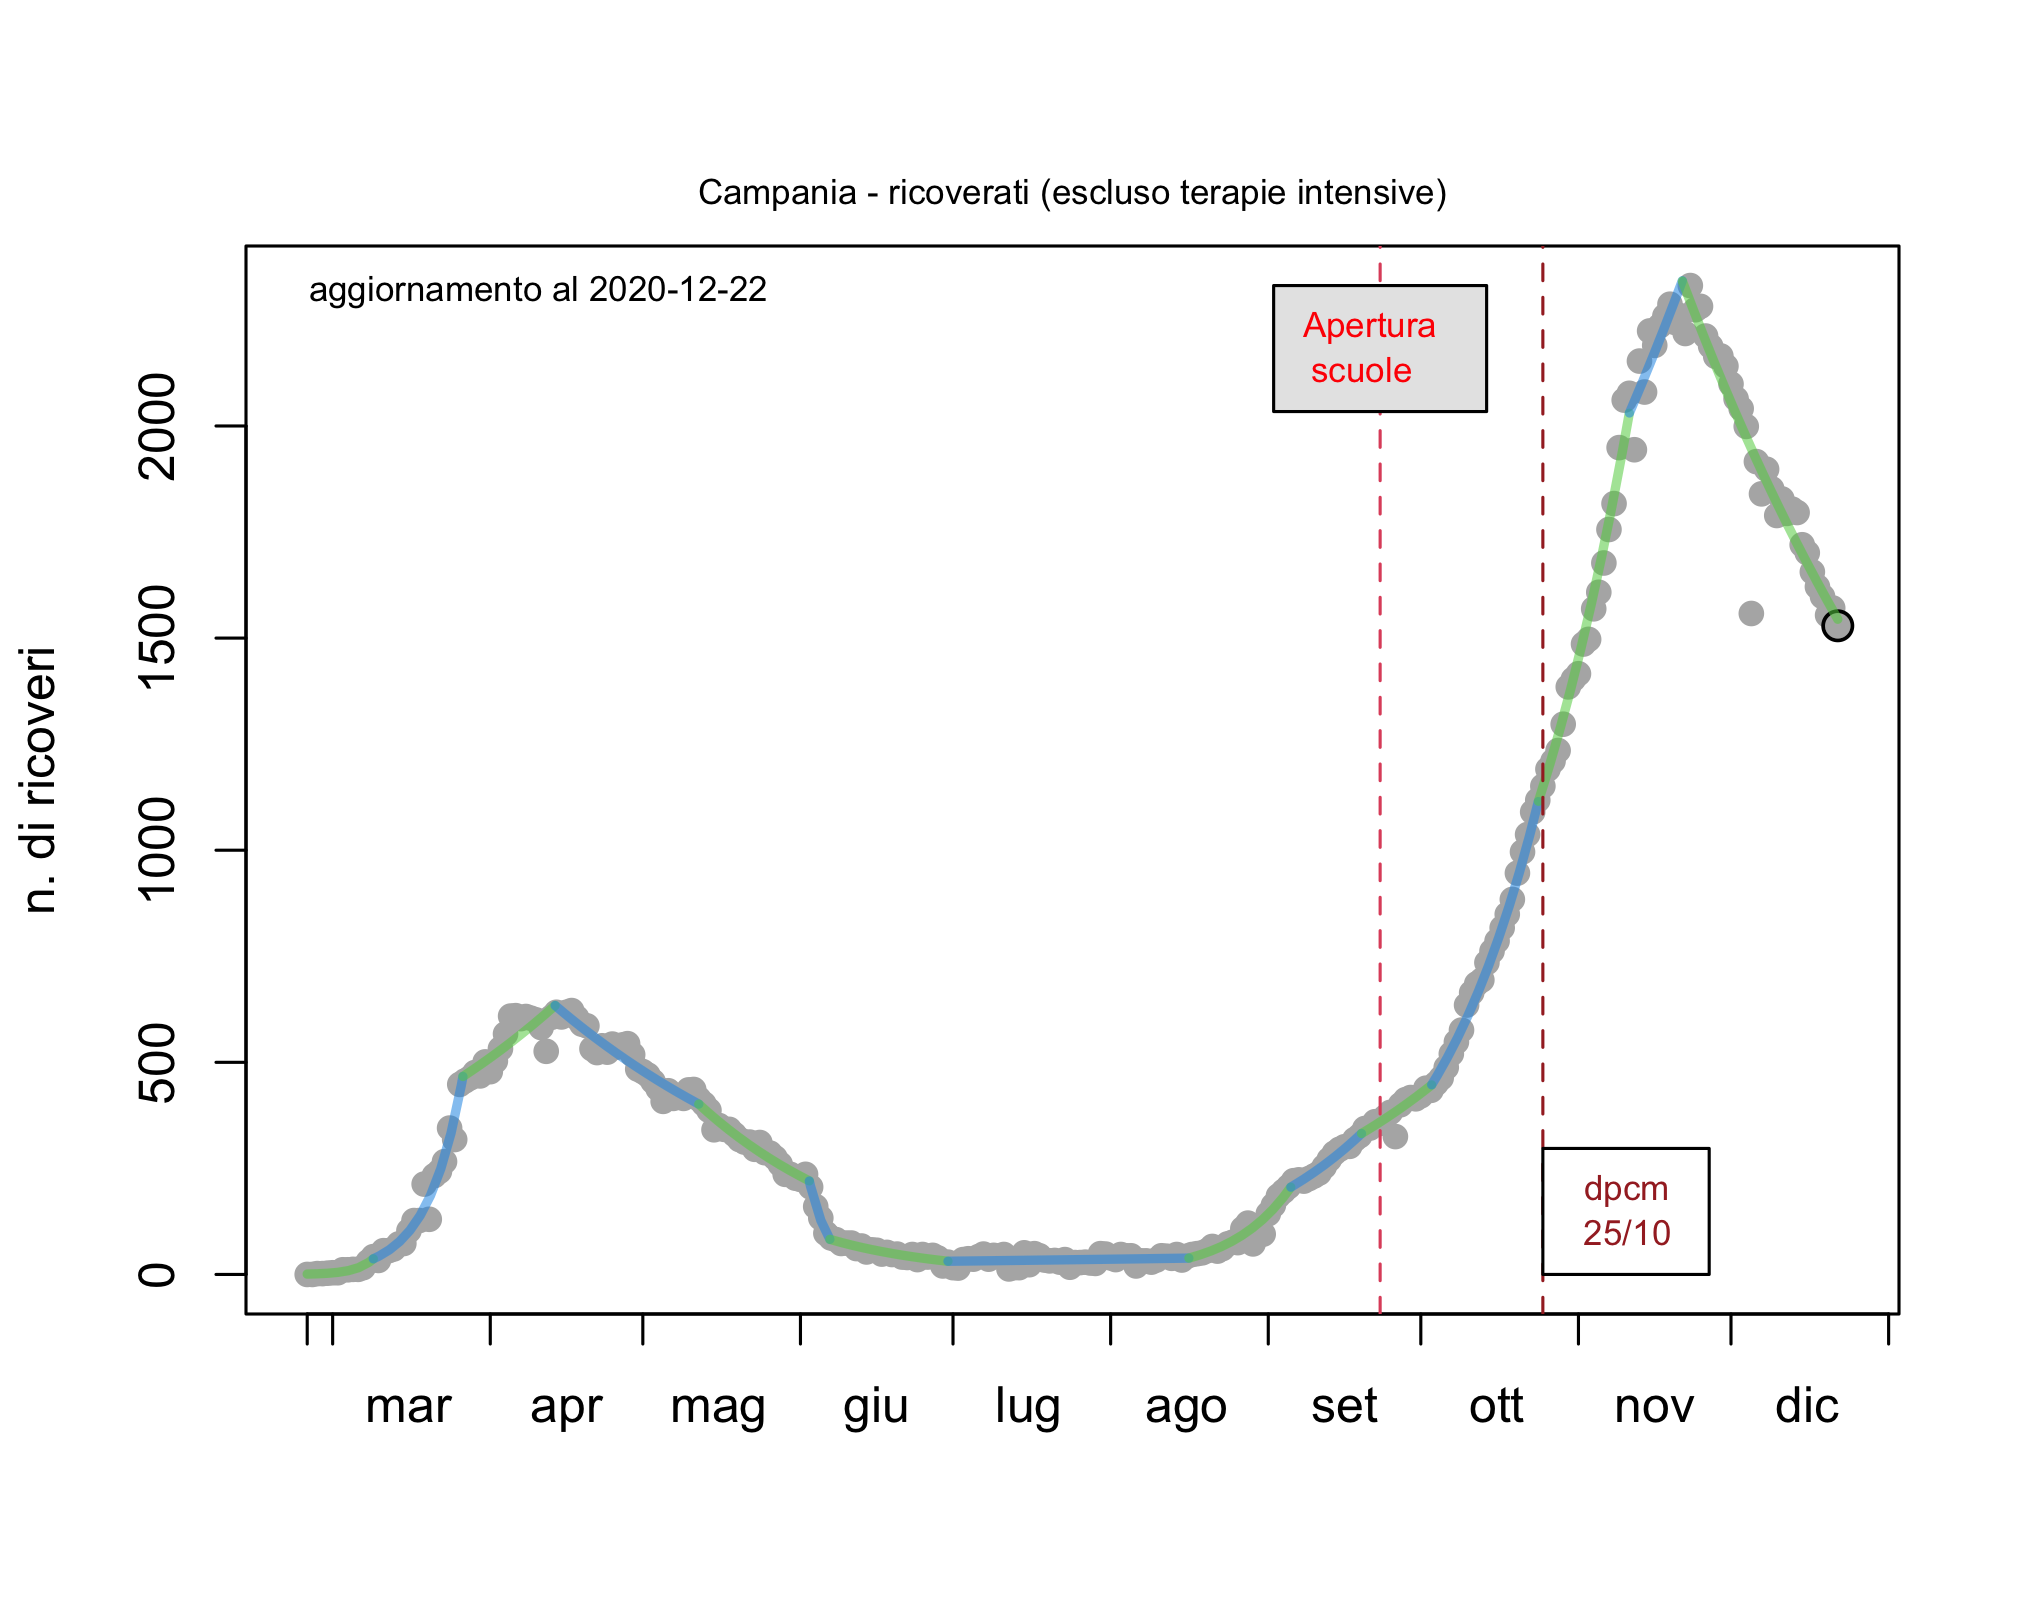 Campania - ricoverati (escluso terapie intensive)
aggiornamento al 2020-12-22
Apertura
scuole
n. di ricoveri
2000
1500
1000
500
0
dpcm
25/10
mar apr mag giu lug ago set ott nov dic